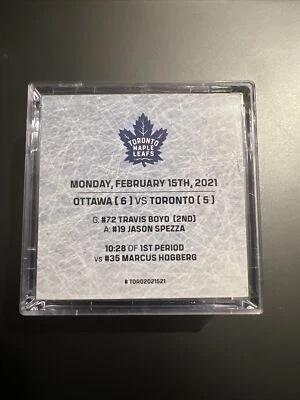 TORONTO
MAPLE
LEAFS
MONDAY, FEBRUARY 15TH, 2021
OTTAWA ( 6 ) VS TORONTO ( 5 )
G: #72 TRAVIS BOYD (2ND)
A: #19 JASON SPEZZA
10:28 OF 1ST PERIOD
vs #35 MARCUS HOGBERG
# TORO2021521